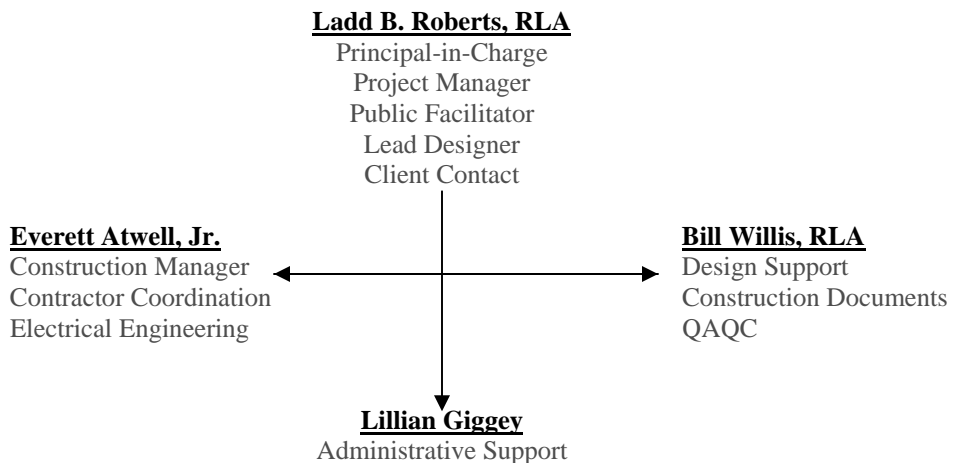 Ladd B. Roberts, RLA
Principal-in-Charge
Project Manager
Public Facilitator
Lead Designer
Client Contact
Everett Atwell, Jr.
Construction Manager
Contractor Coordination
Electrical Engineering
Bill Willis, RLA
Design Support
Construction Documents
QAQC
Lillian Giggey
Administrative Support